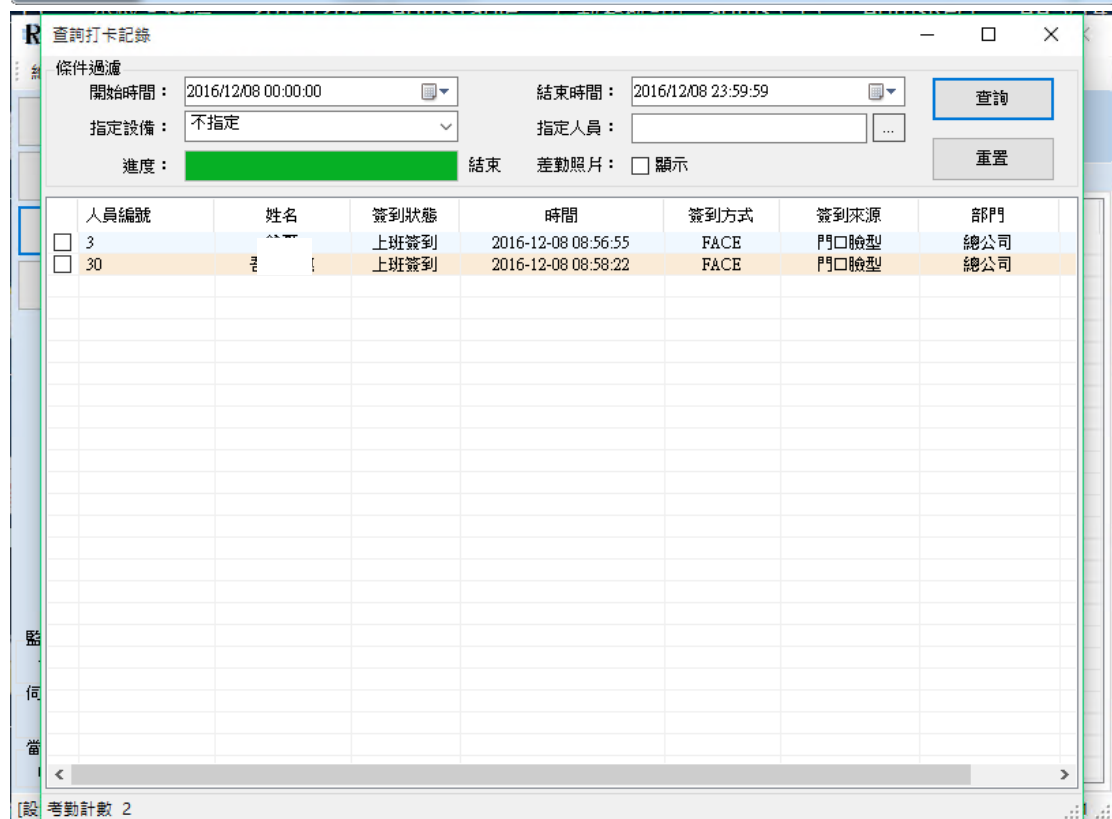 查詢打卡記錄
條件過濾
開始時間： 2016/12/08 00:00:00 結束時間： 2016/12/08 23:59:59 查詢
指定設備： 不指定 指定人員： ... 重置
進度： 結束 差勤照片： 顯示
人員編號 姓名 簽到狀態 時間 簽到方式 簽到來源 部門
3 上班簽到 2016-12-08 08:56:55 FACE 門口臉型 總公司
30 上班簽到 2016-12-08 08:58:22 FACE 門口臉型 總公司
監
伺
當
[設 考勤計數 2